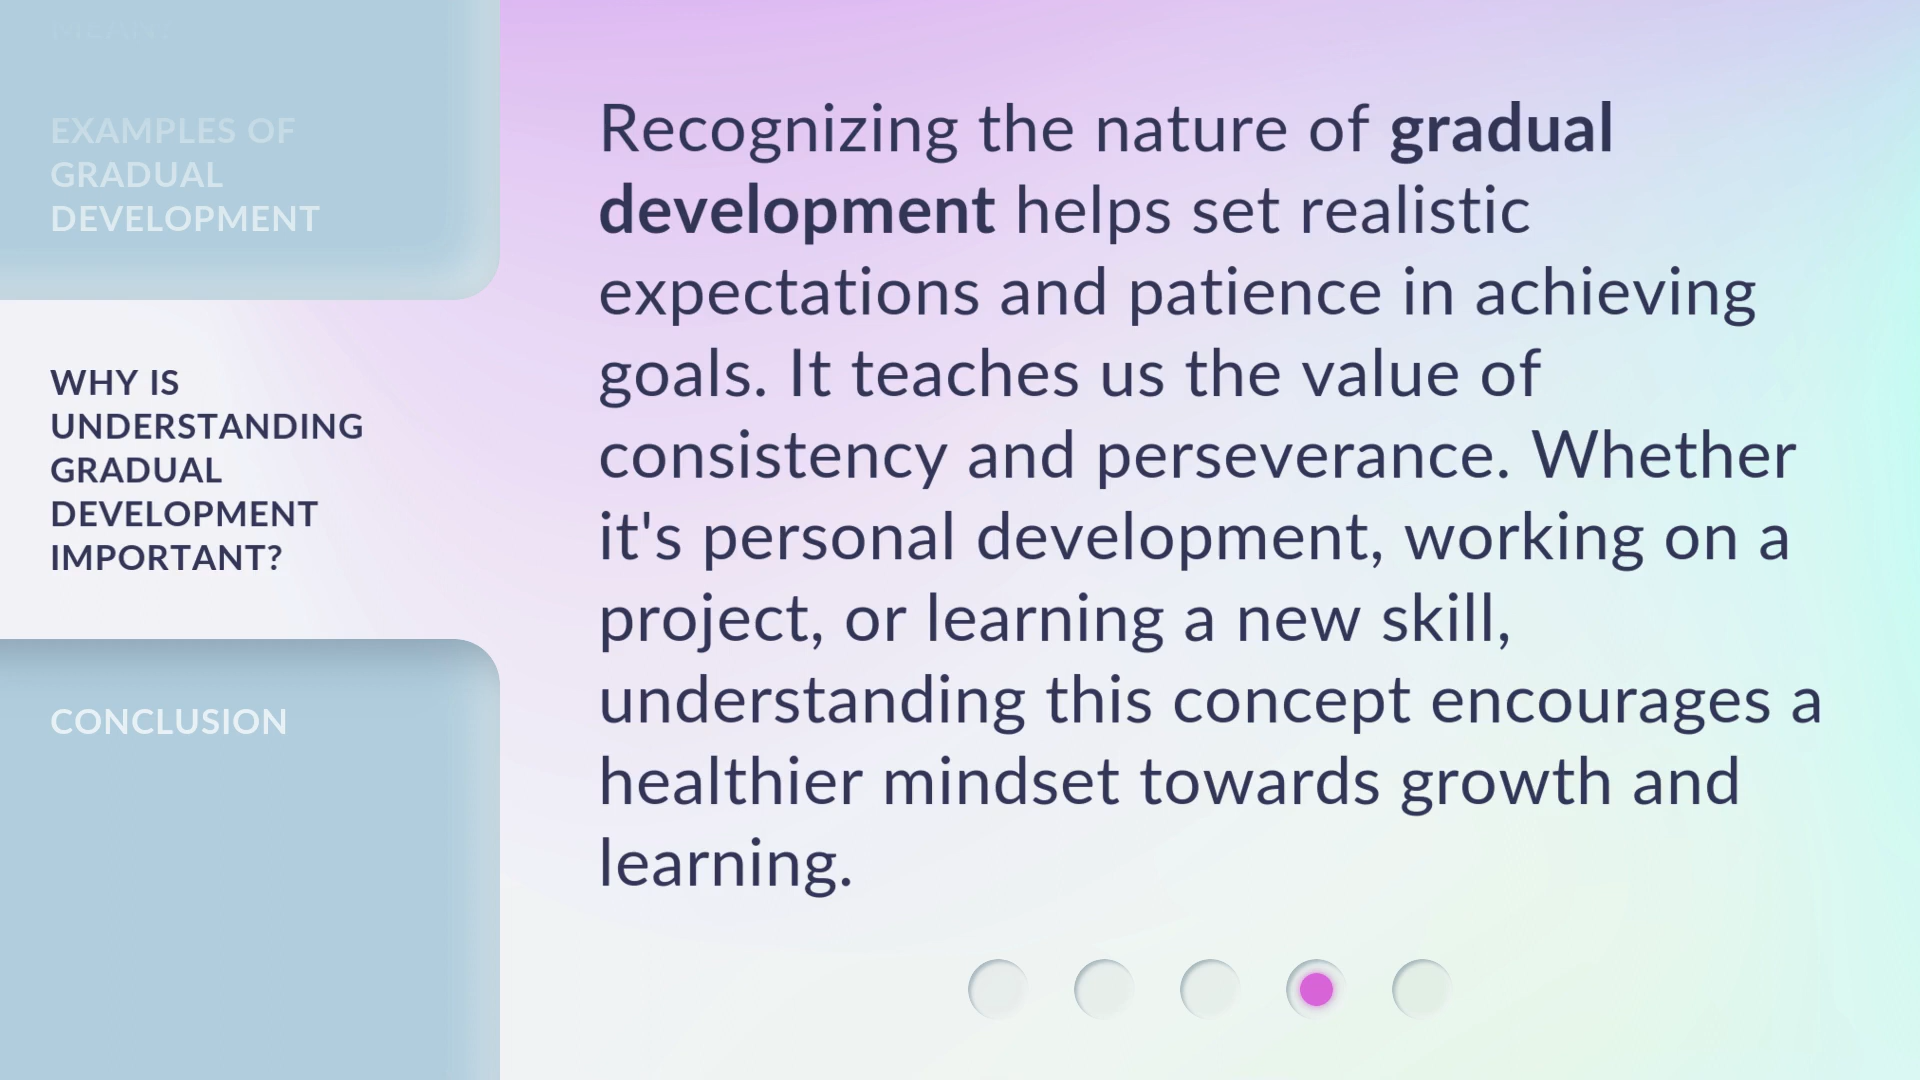 MEAN?
EXAMPLES OF
GRADUAL
DEVELOPMENT
WHY IS
UNDERSTANDING
GRADUAL
DEVELOPMENT
IMPORTANT?
CONCLUSION
Recognizing the nature of gradual
development helps set realistic
expectations and patience in achieving
goals. It teaches us the value of
consistency and perseverance. Whether
it's personal development, working on a
project, or learning a new skill,
understanding this concept encourages a
healthier mindset towards growth and
learning.